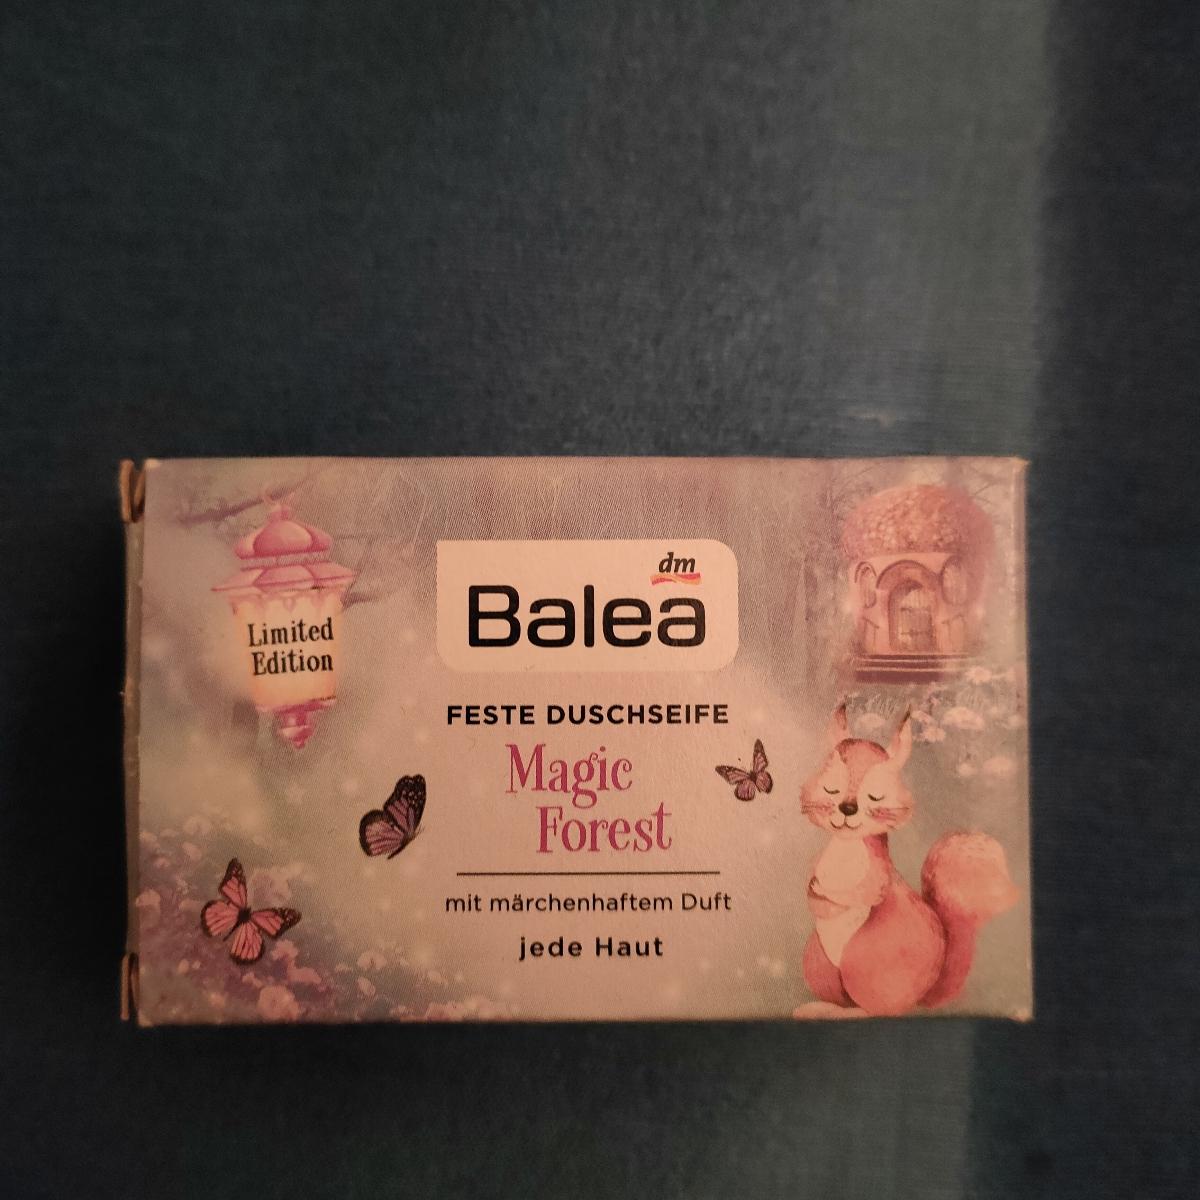 Limited
Edition
dm
Balea
FESTE DUSCHSEIFE
Magic
Forest
mit märchenhaftem Duft
jede Haut